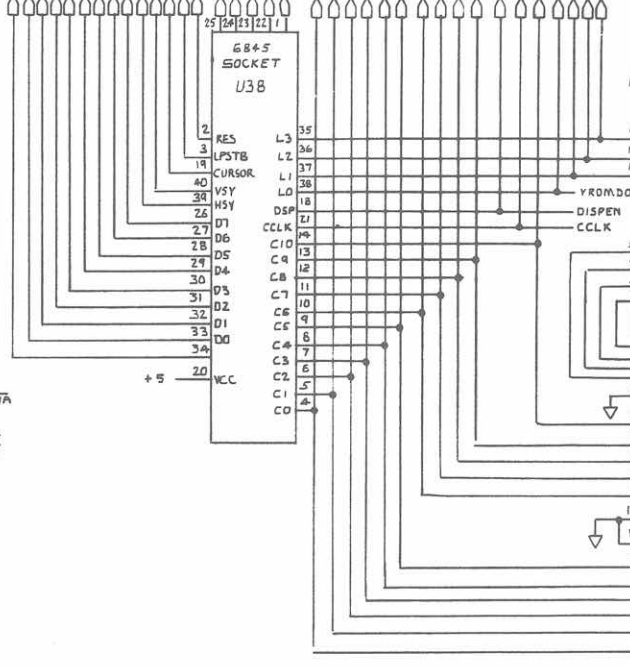 25 24 23 22 1
6845
SOCKET
U38
2 RES
3 LPSTB
19 CURSOR
40 VSY
39 HSY
26 D7
27 D6
28 D5
29 D4
30 D3
31 D2
32 D1
33 D0
34
+5 20 VCC
L3 35
L2 36
L1 37
L0 38 YROMDO
DSP 18 DISPEN
CCLK 21 CCLK
C10 14
C9 13
C8 12
C7 11
C6 10
C5 9
C4 8
C3 7
C2 6
C1 5
C0 4